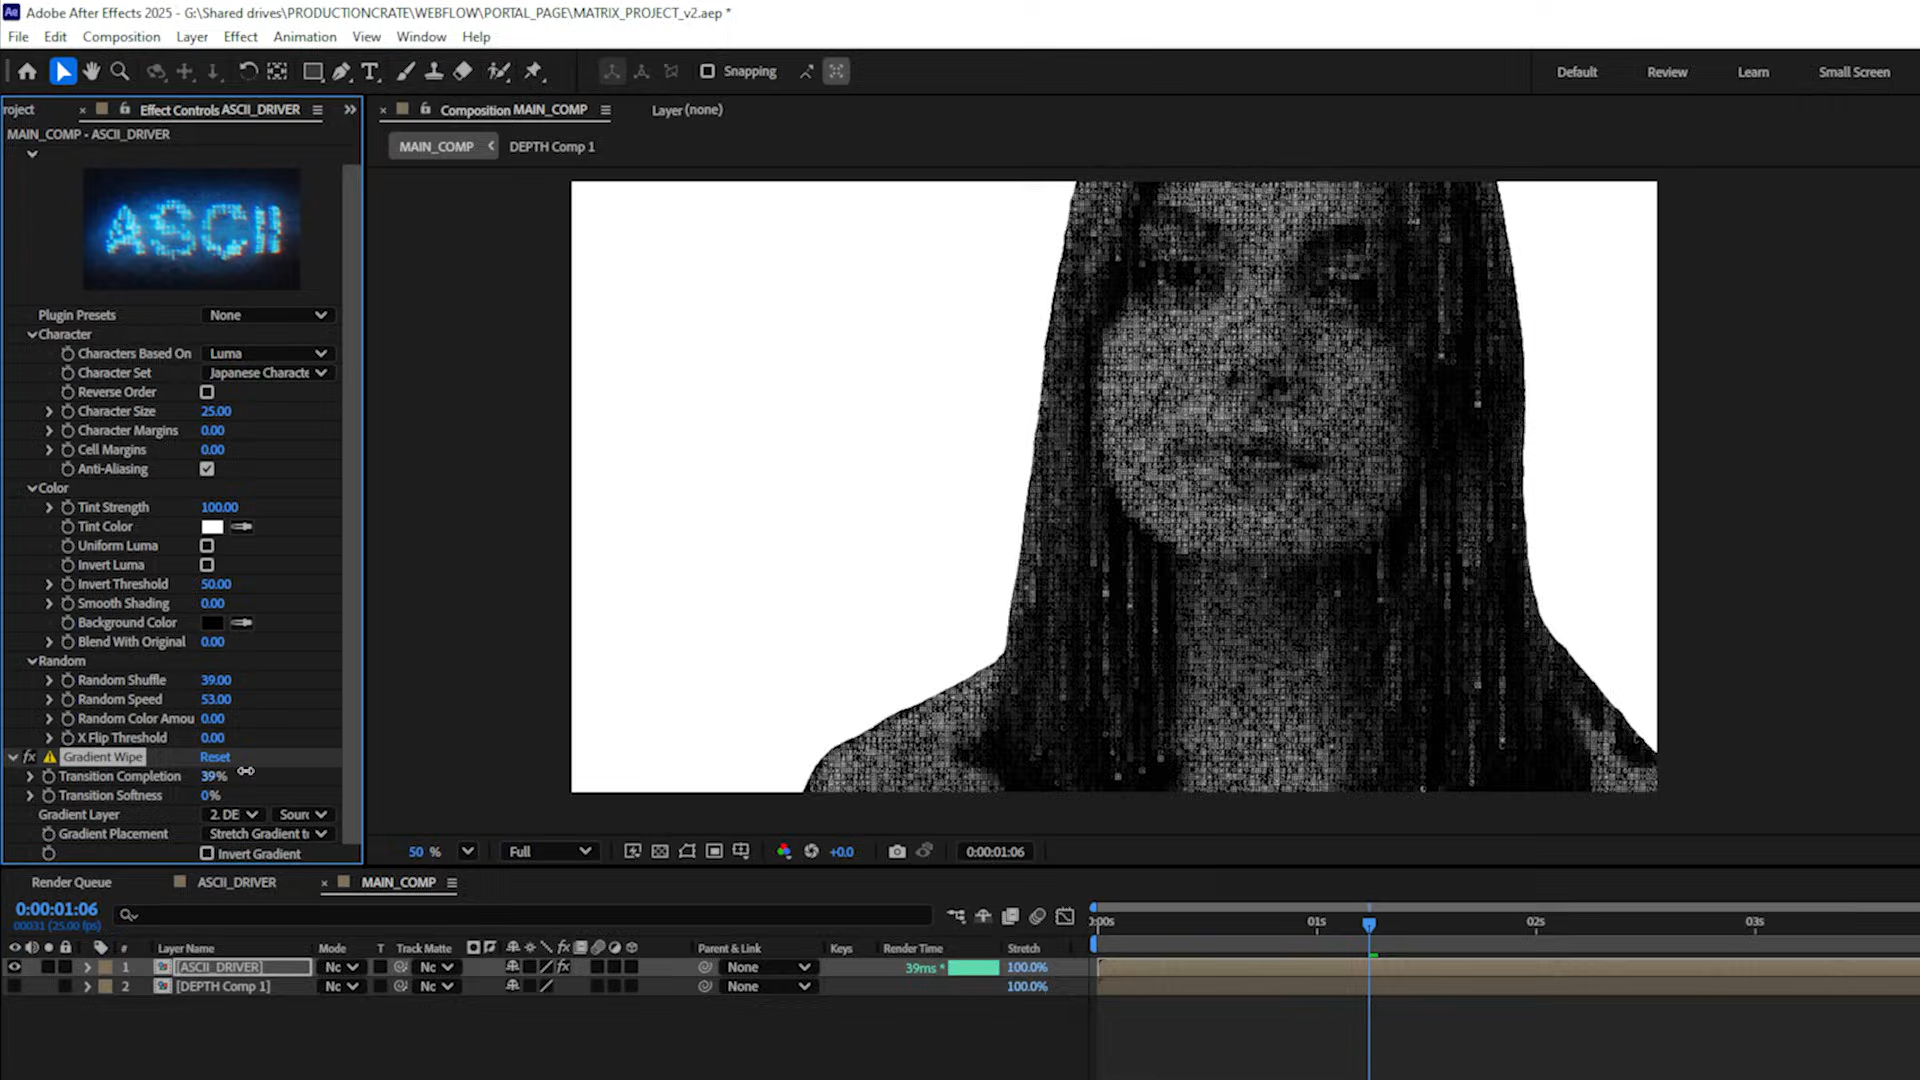 Ae Adobe After Effects 2025 - G:\Shared drives\PRODUCTIONCRATE\WEBFLOW\PORTAL_PAGE\MATRIX_PROJECT_v2.aep *
File Edit Composition Layer Effect Animation View Window Help
T Snapping Default Review Learn Small Screen
roject × Effect Controls ASCII_DRIVER ≡ »
× Composition MAIN_COMP ≡ Layer (none)
MAIN_COMP - ASCII_DRIVER
MAIN_COMP DEPTH Comp 1
ASCII
Plugin Presets None
Character
Characters Based On Luma
Character Set Japanese Characte
Reverse Order
Character Size 25.00
Character Margins 0.00
Cell Margins 0.00
Anti-Aliasing
Color
Tint Strength 100.00
Tint Color
Uniform Luma
Invert Luma
Invert Threshold 50.00
Smooth Shading 0.00
Background Color
Blend With Original 0.00
Random
Random Shuffle 39.00
Random Speed 53.00
Random Color Amou 0.00
X Flip Threshold 0.00
fx Gradient Wipe Reset
Transition Completion 39%
Transition Softness 0%
Gradient Layer 2. DE Sourc
Gradient Placement Stretch Gradient t
Invert Gradient
50 % Full +0.0 0:00:01:06
Render Queue ASCII_DRIVER × MAIN_COMP ≡
0:00:01:06
00031 (25.00 fps)
0:00s 01s 02s 03s
# Layer Name Mode T Track Matte fx Parent & Link Keys Render Time Stretch
1 [ASCII_DRIVER] Nc Nc fx None 39ms * 100.0%
2 [DEPTH Comp 1] Nc Nc None 100.0%